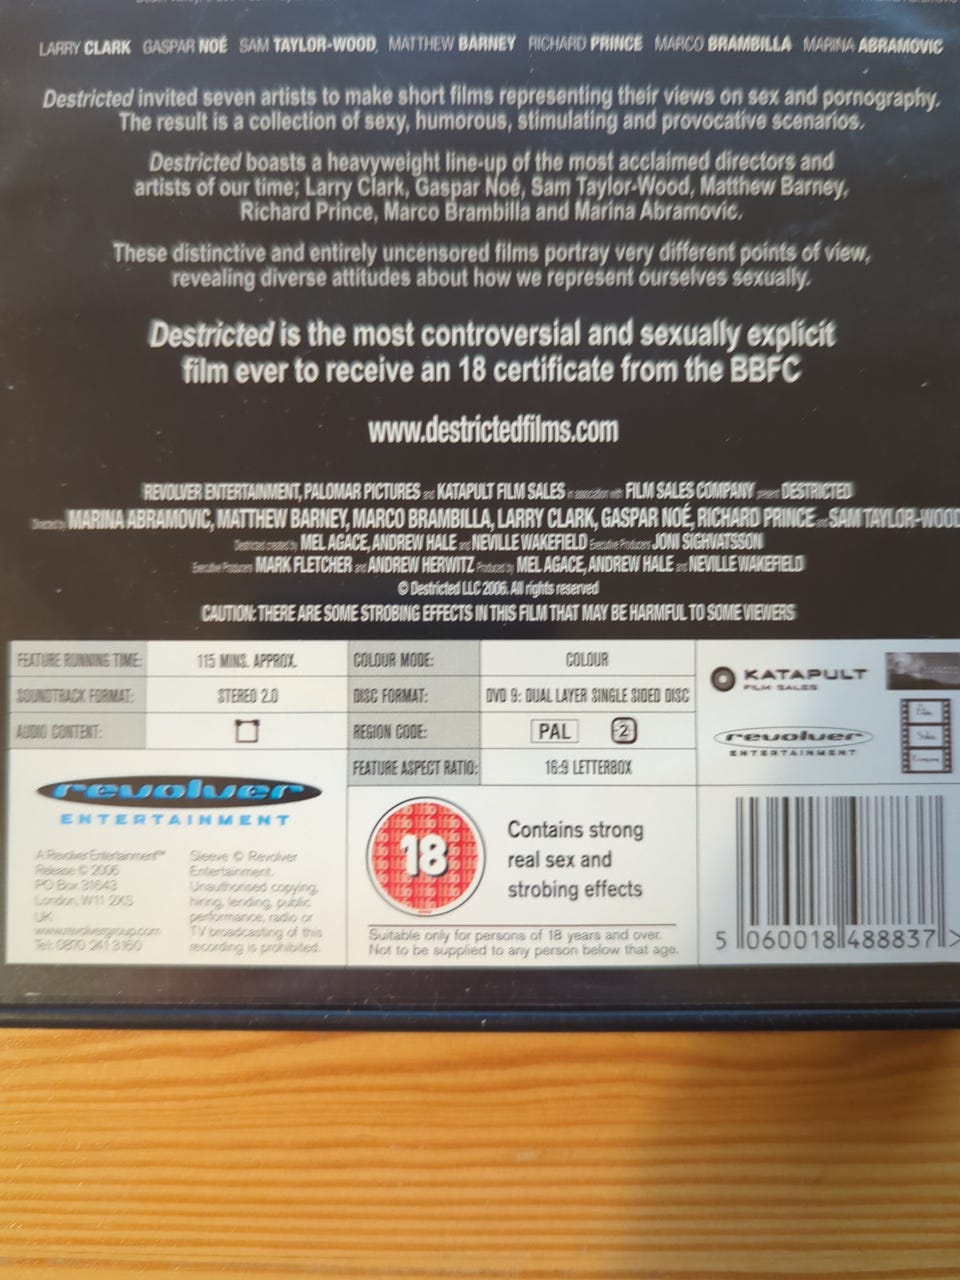 LARRY CLARK GASPAR NOÉ SAM TAYLOR-WOOD, MATTHEW BARNEY RICHARD PRINCE MARCO BRAMBILLA MARINA ABRAMOVIC
Destricted invited seven artists to make short films representing their views on sex and pornography.
The result is a collection of sexy, humorous, stimulating and provocative scenarios.
Destricted boasts a heavyweight line-up of the most acclaimed directors and
artists of our time; Larry Clark, Gaspar Noé, Sam Taylor-Wood, Matthew Barney,
Richard Prince, Marco Brambilla and Marina Abramovic.
These distinctive and entirely uncensored films portray very different points of view,
revealing diverse attitudes about how we represent ourselves sexually.
Destricted is the most controversial and sexually explicit
film ever to receive an 18 certificate from the BBFC
www.destrictedfilms.com
REVOLVER ENTERTAINMENT, PALOMAR PICTURES and KATAPULT FILM SALES in association with FILM SALES COMPANY present DESTRICTED
Directed by MARINA ABRAMOVIC, MATTHEW BARNEY, MARCO BRAMBILLA, LARRY CLARK, GASPAR NOÉ, RICHARD PRINCE and SAM TAYLOR-WOOD
Destricted created by MEL AGACE, ANDREW HALE and NEVILLE WAKEFIELD Executive Producers JONI SIGHVATSSON
Executive Producers MARK FLETCHER and ANDREW HERWITZ Produced by MEL AGACE, ANDREW HALE and NEVILLE WAKEFIELD
© Destricted LLC 2006. All rights reserved
CAUTION: THERE ARE SOME STROBING EFFECTS IN THIS FILM THAT MAY BE HARMFUL TO SOME VIEWERS
FEATURE RUNNING TIME: 115 MINS. APPROX.
SOUNDTRACK FORMAT: STEREO 2.0
AUDIO CONTENT:
COLOUR MODE: COLOUR
DISC FORMAT: DVD 9: DUAL LAYER SINGLE SIDED DISC
REGION CODE: PAL 2
FEATURE ASPECT RATIO: 16:9 LETTERBOX
KATAPULT
FILM SALES
revolver
ENTERTAINMENT
Film
Sales
Company
revolver
ENTERTAINMENT
A Revolver Entertainment™
Release © 2006
PO Box 31643
London, W11 2XS
UK
www.revolvergroup.com
Tel: 0870 241 3160
Sleeve © Revolver
Entertainment.
Unauthorised copying,
hiring, lending, public
performance, radio or
TV broadcasting of this
recording is prohibited.
18
Contains strong
real sex and
strobing effects
Suitable only for persons of 18 years and over.
Not to be supplied to any person below that age.
5 060018 488837 >